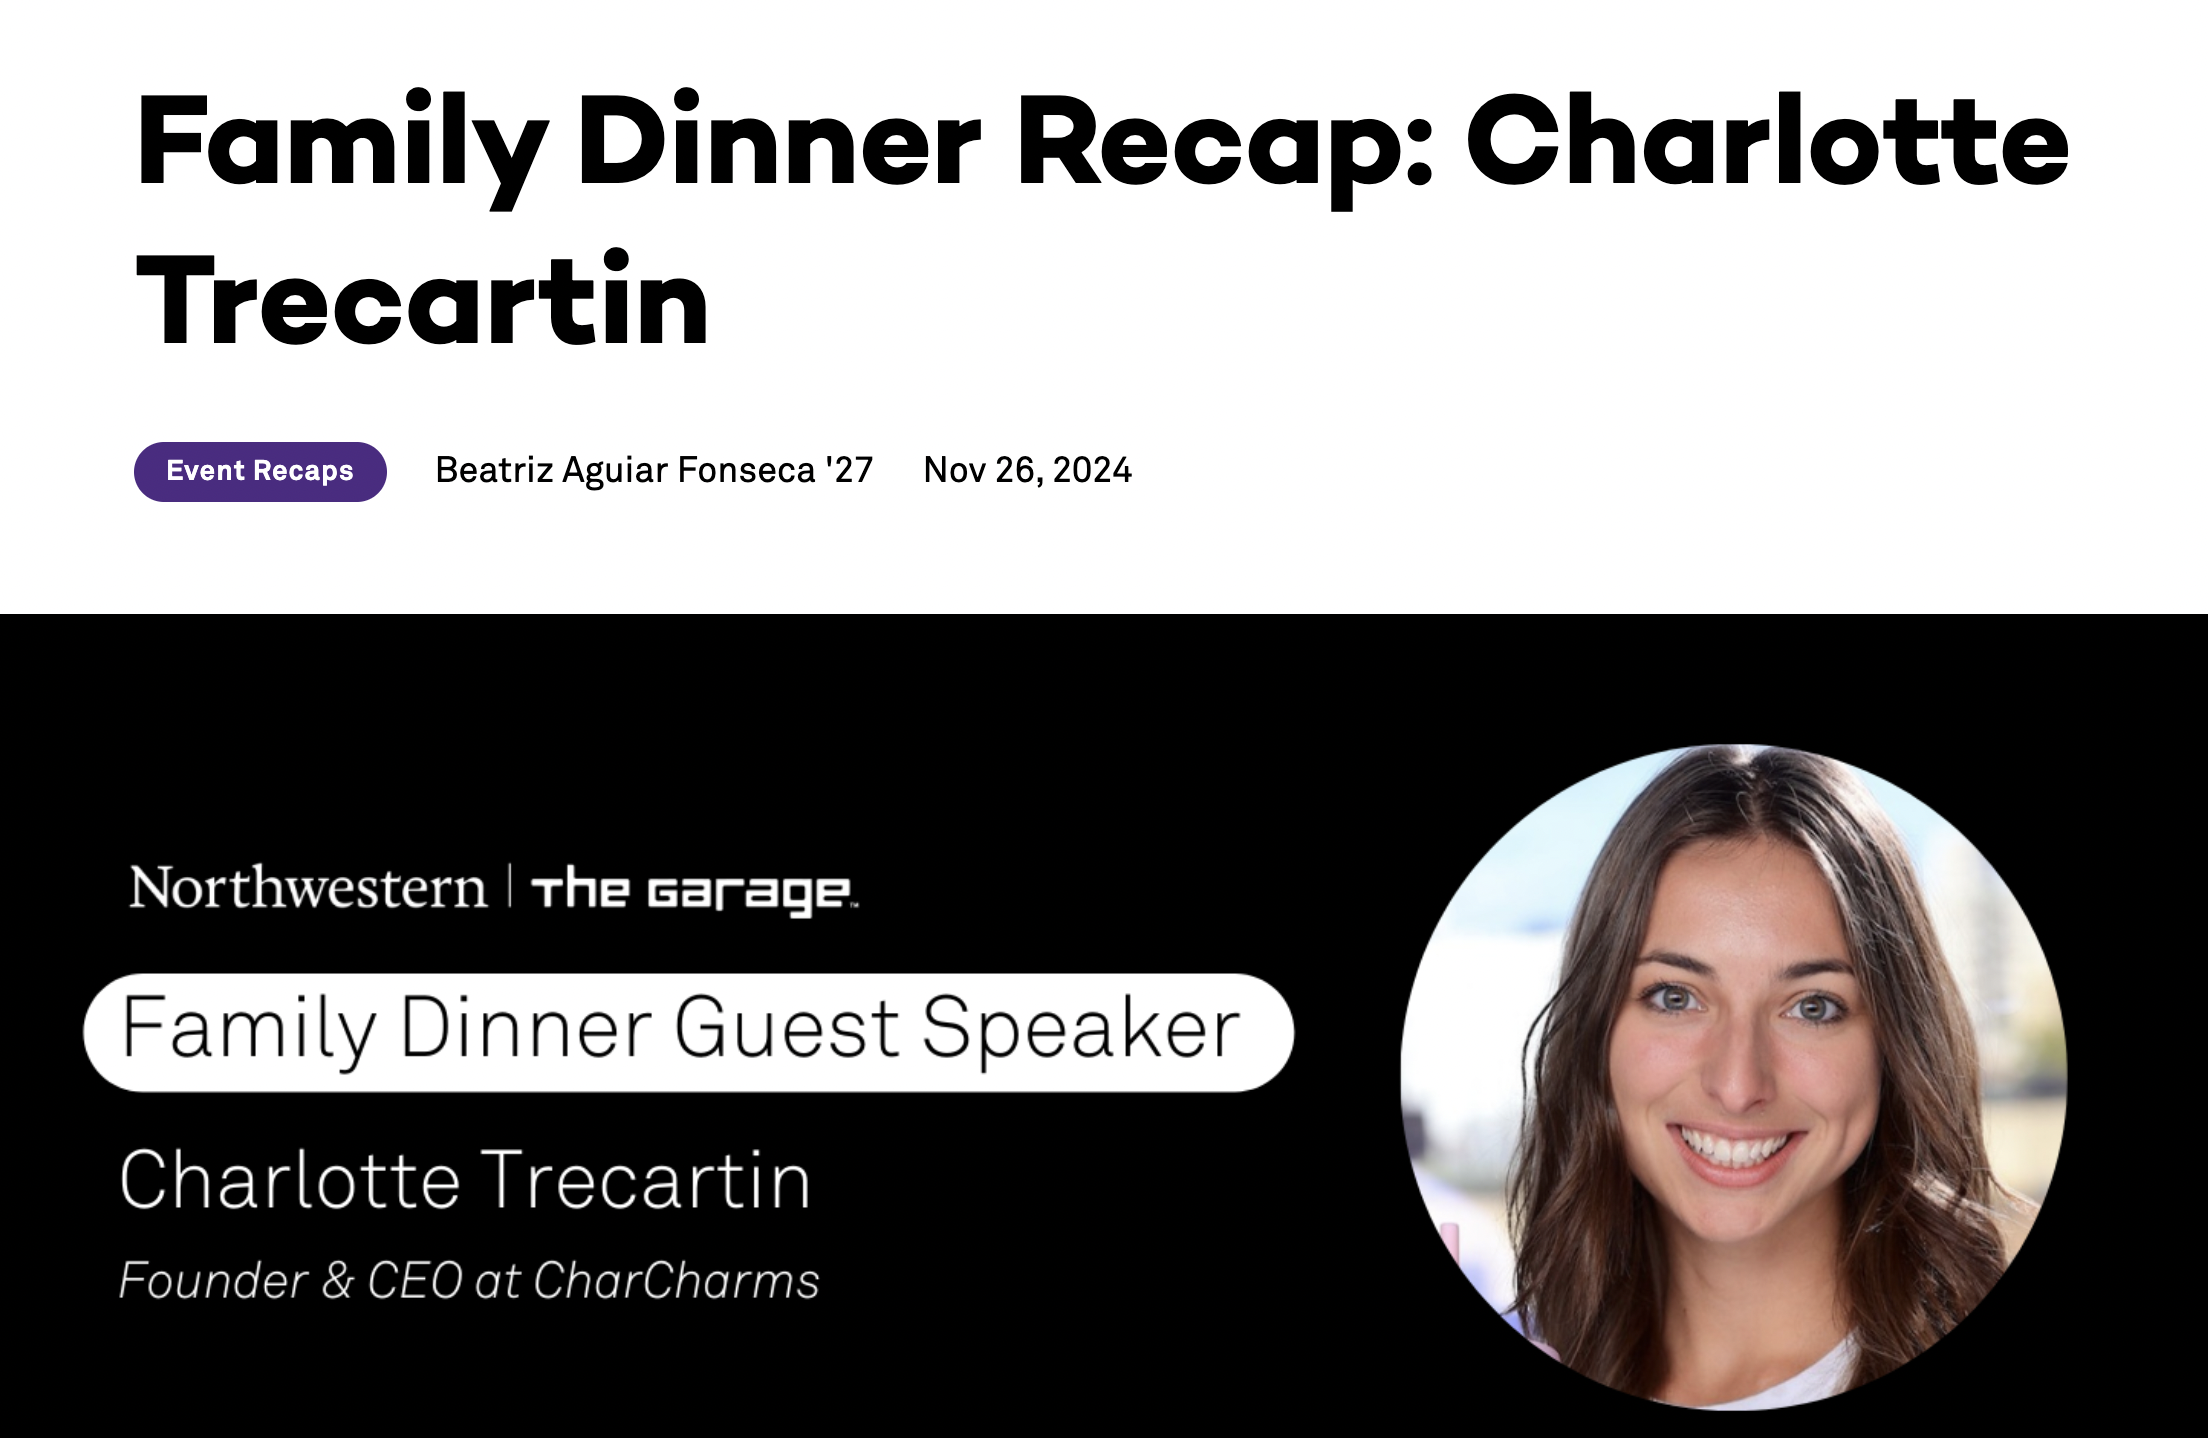 Family Dinner Recap: Charlotte
Trecartin
Event Recaps Beatriz Aguiar Fonseca '27 Nov 26, 2024
Northwestern | The Garage™
Family Dinner Guest Speaker
Charlotte Trecartin
Founder & CEO at CharCharms